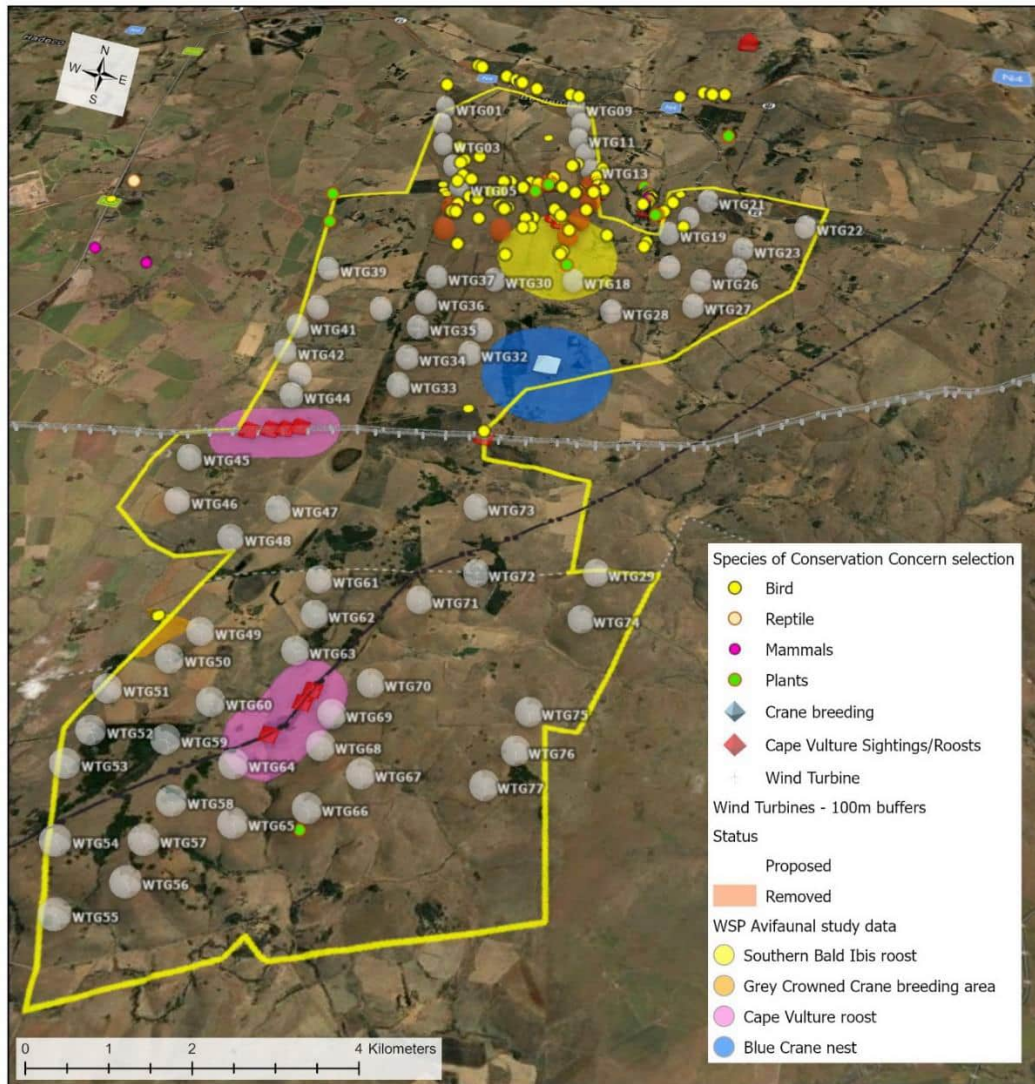 N
W E
S
N4
WTG01
WTG09
WTG03
WTG11
WTG13
WTG05
WTG21
WTG22
WTG19
WTG23
WTG39
WTG37
WTG30
WTG18
WTG26
WTG36
WTG27
WTG28
WTG41
WTG35
WTG42
WTG34
WTG32
WTG33
WTG44
WTG45
WTG46
WTG47
WTG73
WTG48
WTG61
WTG72
WTG29
WTG71
WTG62
WTG74
WTG49
WTG63
WTG50
WTG51
WTG70
WTG60
WTG69
WTG75
WTG52
WTG59
WTG68
WTG76
WTG53
WTG64
WTG67
WTG77
WTG58
WTG66
WTG65
WTG54
WTG57
WTG56
WTG55
Species of Conservation Concern selection
Bird
Reptile
Mammals
Plants
Crane breeding
Cape Vulture Sightings/Roosts
Wind Turbine
Wind Turbines - 100m buffers
Status
Proposed
Removed
WSP Avifaunal study data
Southern Bald Ibis roost
Grey Crowned Crane breeding area
Cape Vulture roost
Blue Crane nest
0 1 2 4 Kilometers